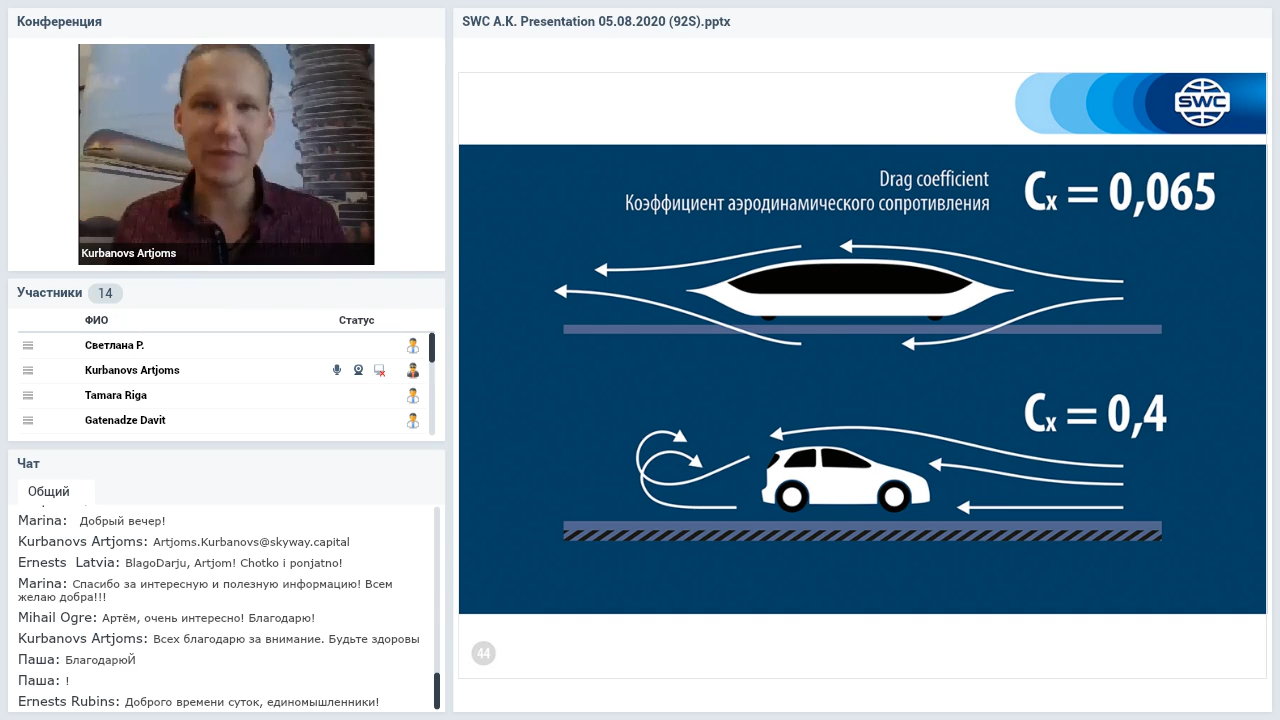 Конференция
Kurbanovs Artjoms
Участники 14
ФИО Статус
Светлана Р.
Kurbanovs Artjoms
Tamara Riga
Gatenadze Davit
Чат
Общий
Marina: Добрый вечер!
Kurbanovs Artjoms: Artjoms.Kurbanovs@skyway.capital
Ernests Latvia: BlagoDarju, Artjom! Chotko i ponjatno!
Marina: Спасибо за интересную и полезную информацию! Всем
желаю добра!!!
Mihail Ogre: Артём, очень интересно! Благодарю!
Kurbanovs Artjoms: Всех благодарю за внимание. Будьте здоровы
Паша: БлагодарюЙ
Паша: !
Ernests Rubins: Доброго времени суток, единомышленники!
SWC A.K. Presentation 05.08.2020 (92S).pptx
SWC
Drag coefficient
Коэффициент аэродинамического сопротивления
Cx = 0,065
Cx = 0,4
44